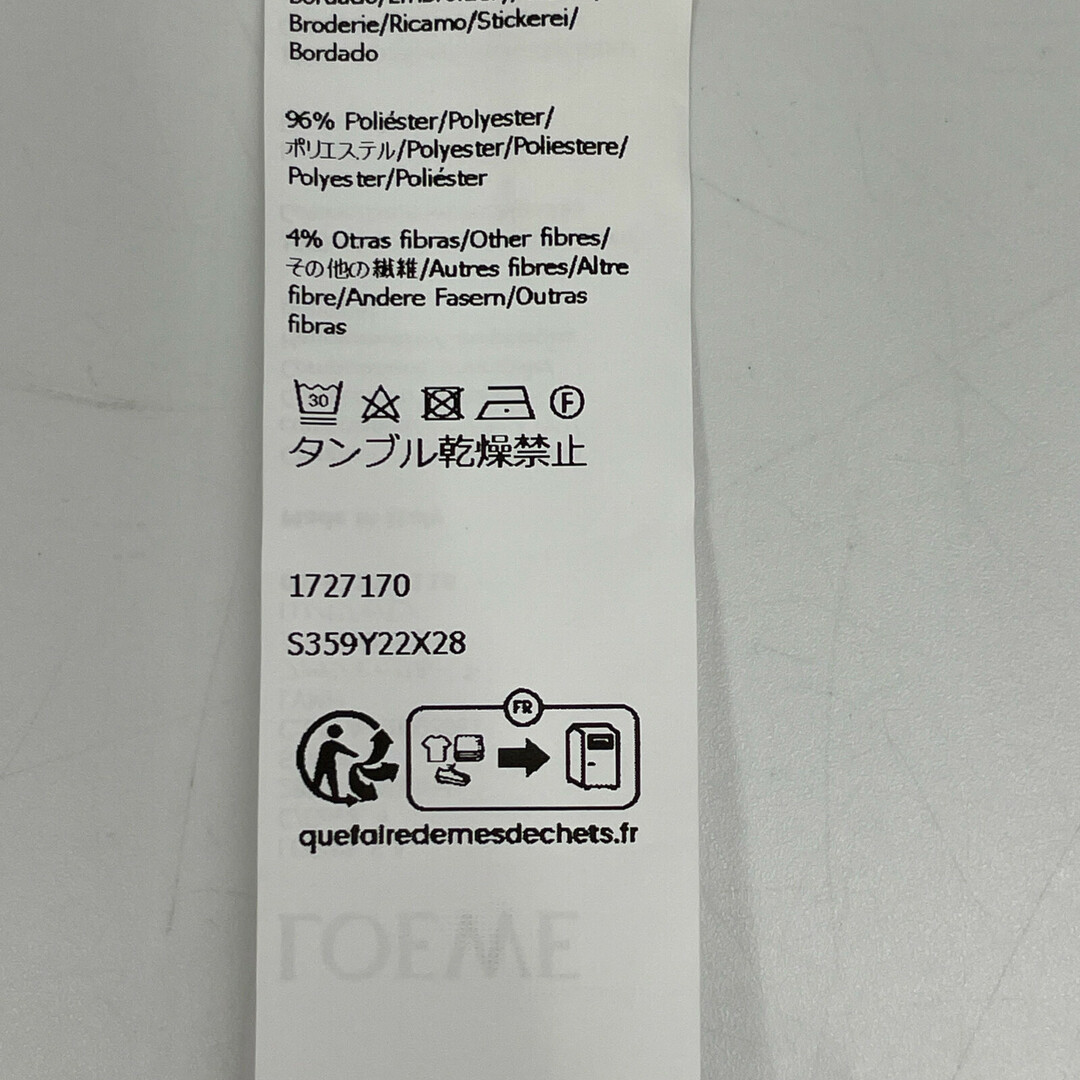 Broderie/Ricamo/Stickerei/
Bordado
96% Poliéster/Polyester/
ポリエステル/Polyester/Poliestere/
Polyester/Poliéster
4% Otras fibras/Other fibres/
その他の繊維/Autres fibres/Altre
fibre/Andere Fasern/Outras
fibras
30
F
タンブル乾燥禁止
1727170
S359Y22X28
FR
quefairedemesdechets.fr
LOEWE